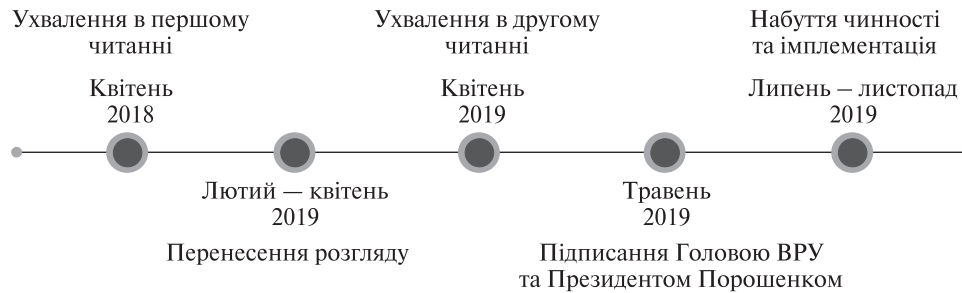 Ухвалення в першому
читанні
Квітень
2018
Лютий — квітень
2019
Перенесення розгляду
Ухвалення в другому
читанні
Квітень
2019
Травень
2019
Підписання Головою ВРУ
та Президентом Порошенком
Набуття чинності
та імплементація
Липень – листопад
2019